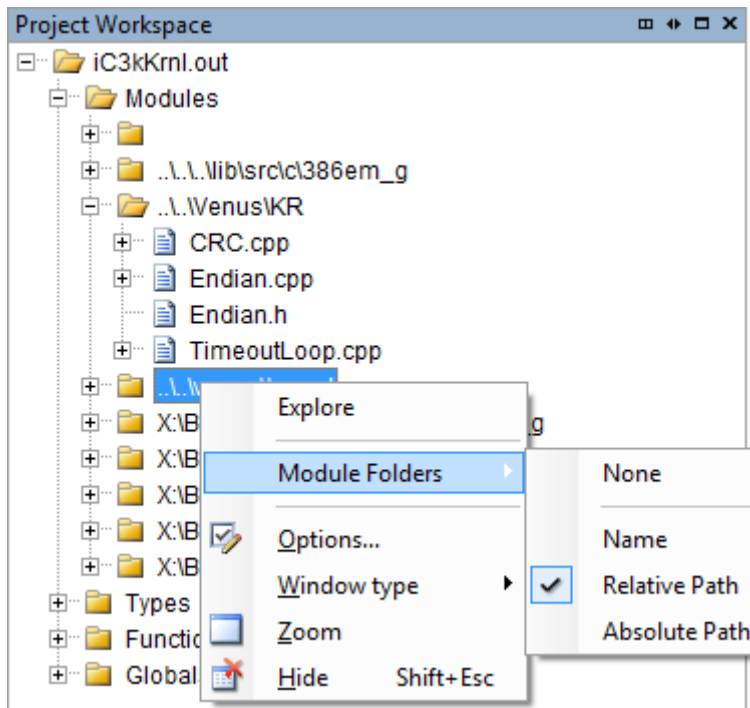 Project Workspace
iC3kKrnl.out
Modules
..\..\..\lib\src\c\386em_g
..\..\Venus\KR
CRC.cpp
Endian.cpp
Endian.h
TimeoutLoop.cpp
..\..\
Explore
X:\B
g
X:\B
Module Folders
None
X:\B
X:\B
Options...
Name
X:\B
Window type
Relative Path
Types
Zoom
Absolute Path
Functio
Global
Hide
Shift+Esc